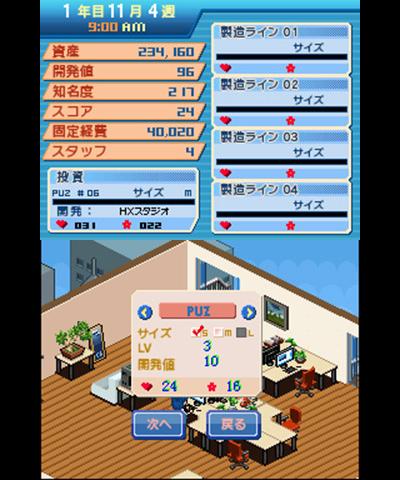 1年目11月4週
9:00 AM
資産 234,160
開発値 96
知名度 217
スコア 24
固定経費 40,020
スタッフ 4
投資
PUZ #06 サイズ m
開発： HXスタジオ
031 022
製造ライン 01
サイズ
製造ライン 02
サイズ
製造ライン 03
サイズ
製造ライン 04
サイズ
PUZ
サイズ S m L
LV 3
開発値 10
24 16
次へ 戻る